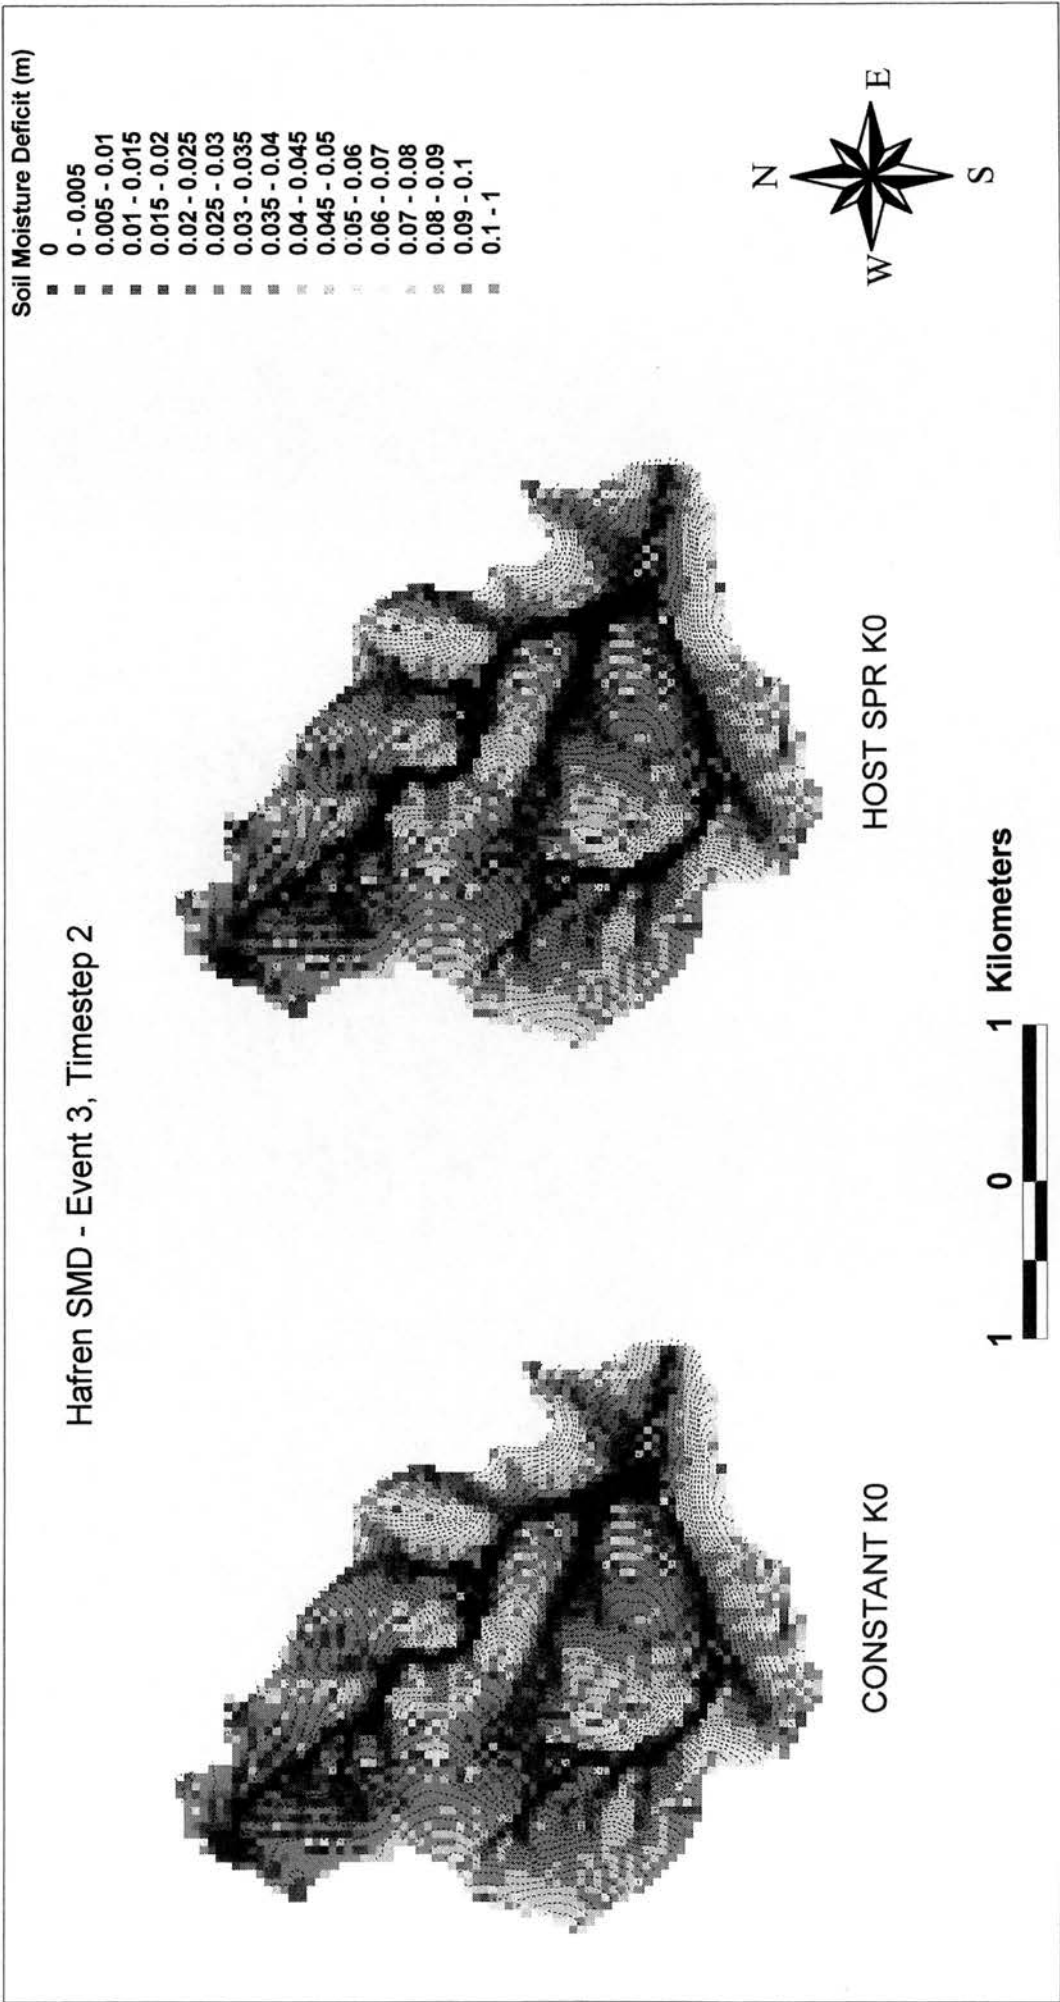 Hafren SMD - Event 3, Timestep 2
Soil Moisture Deficit (m)
0
0 - 0.005
0.005 - 0.01
0.01 - 0.015
0.015 - 0.02
0.02 - 0.025
0.025 - 0.03
0.03 - 0.035
0.035 - 0.04
0.04 - 0.045
0.045 - 0.05
0.05 - 0.06
0.06 - 0.07
0.07 - 0.08
0.08 - 0.09
0.09 - 0.1
0.1 - 1
N
W
E
S
CONSTANT K0
HOST SPR K0
1
0
1 Kilometers